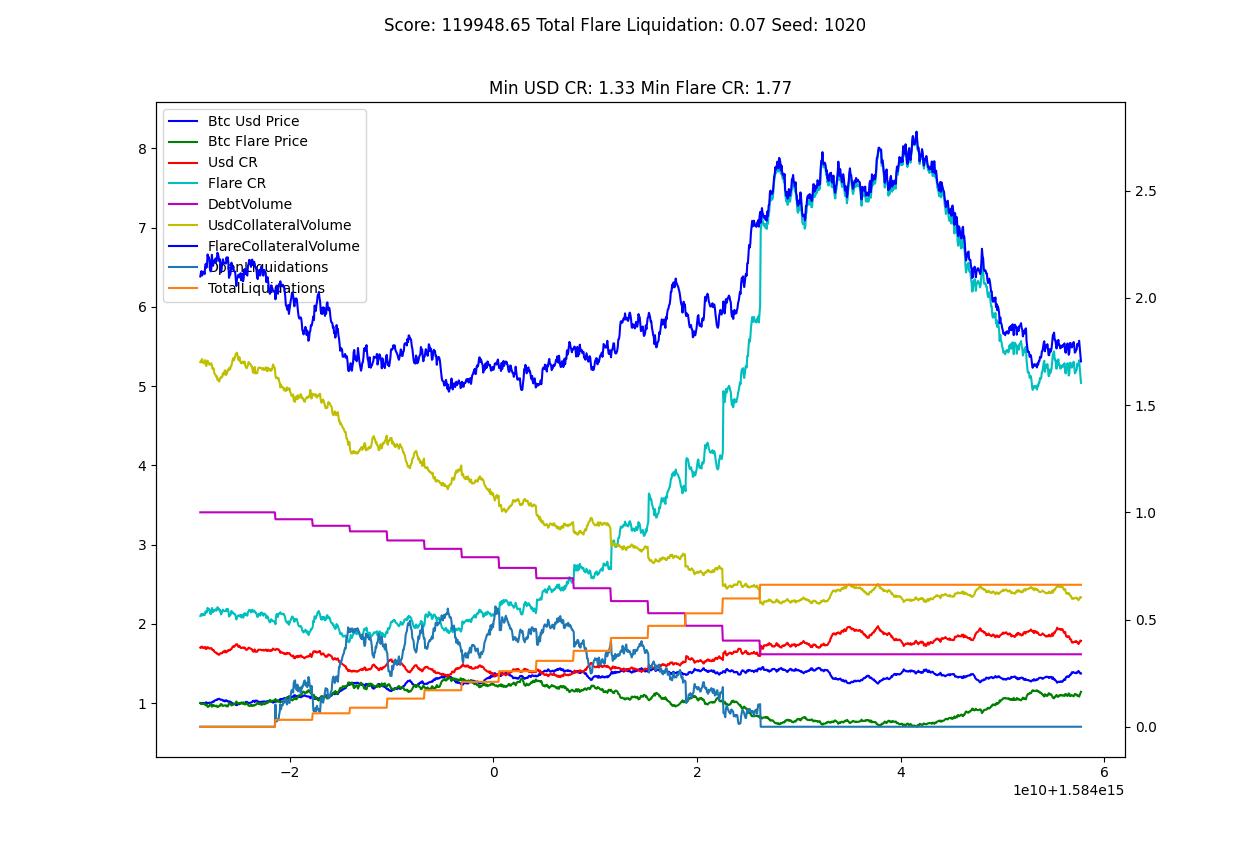 Score: 119948.65 Total Flare Liquidation: 0.07 Seed: 1020
Min USD CR: 1.33 Min Flare CR: 1.77
Btc Usd Price
Btc Flare Price
Usd CR
Flare CR
DebtVolume
UsdCollateralVolume
FlareCollateralVolume
OpenLiquidations
TotalLiquidations
8
7
6
5
4
3
2
1
2.5
2.0
1.5
1.0
0.5
0.0
−2
0
2
4
6
1e10+1.584e15